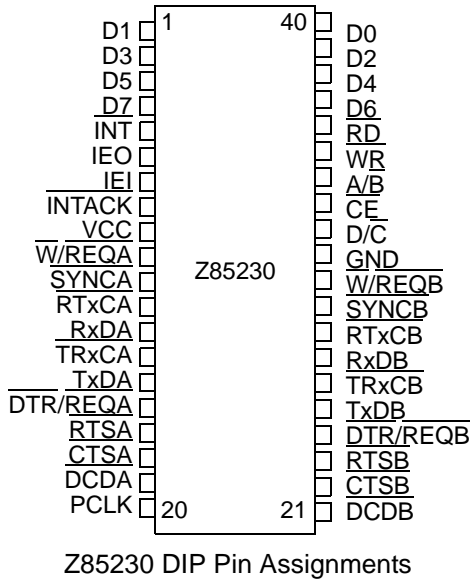 D1 1 40 D0
D3 D2
D5 D4
D7 D6
INT RD
IEO WR
IEI A/B
INTACK CE
VCC D/C
W/REQA GND
SYNCA Z85230 W/REQB
RTxCA SYNCB
RxDA RTxCB
TRxCA RxDB
TxDA TRxCB
DTR/REQA TxDB
RTSA DTR/REQB
CTSA RTSB
DCDA CTSB
PCLK 20 21 DCDB
Z85230 DIP Pin Assignments